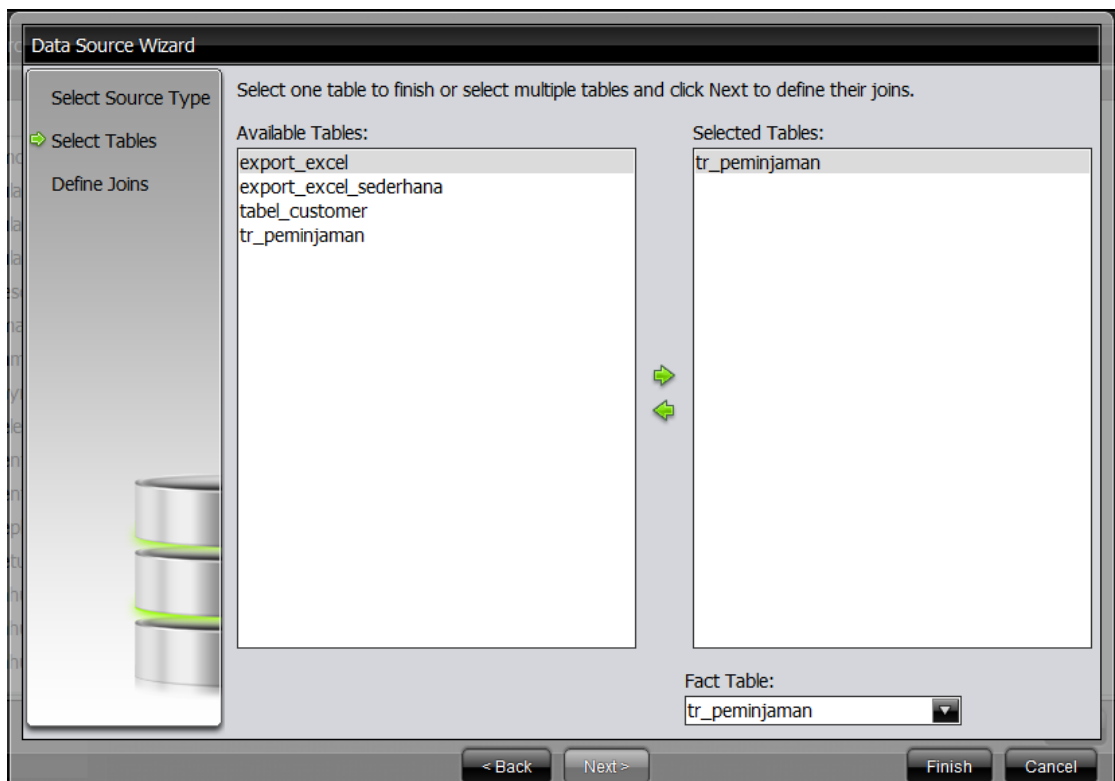 Data Source Wizard
Select Source Type
Select Tables
Define Joins
Select one table to finish or select multiple tables and click Next to define their joins.
Available Tables:
export_excel
export_excel_sederhana
tabel_customer
tr_peminjaman
Selected Tables:
tr_peminjaman
Fact Table:
tr_peminjaman
< Back
Next >
Finish
Cancel